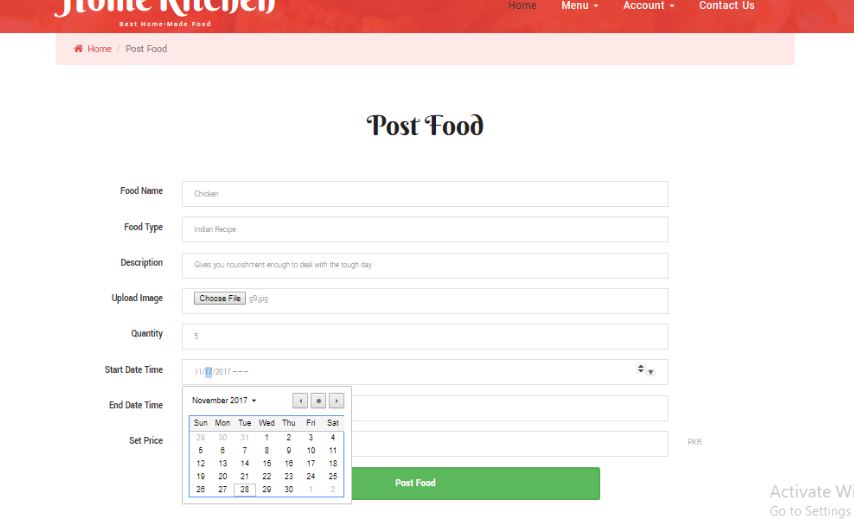 Home Kitchen
Best Home-Made Food
Home Menu Account Contact Us
Home / Post Food
Post Food
Food Name Chicken
Food Type Indian Recipe
Description Gives you nourishment enough to deal with the tough day
Upload Image Choose File g9.jpg
Quantity 5
Start Date Time 11/17/2017 --:-- --
November 2017
End Date Time
Sun Mon Tue Wed Thu Fri Sat
29 30 31 1 2 3 4
Set Price PKR
5 6 7 8 9 10 11
12 13 14 15 16 17 18
19 20 21 22 23 24 25
26 27 28 29 30 1 2
Post Food
Activate Wi
Go to Settings